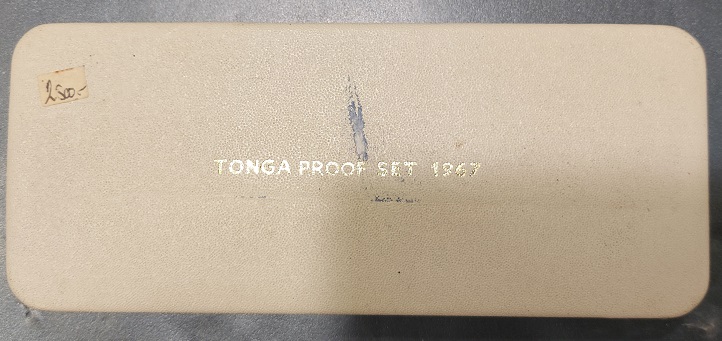 2500.-
TONGA PROOF SET 1967